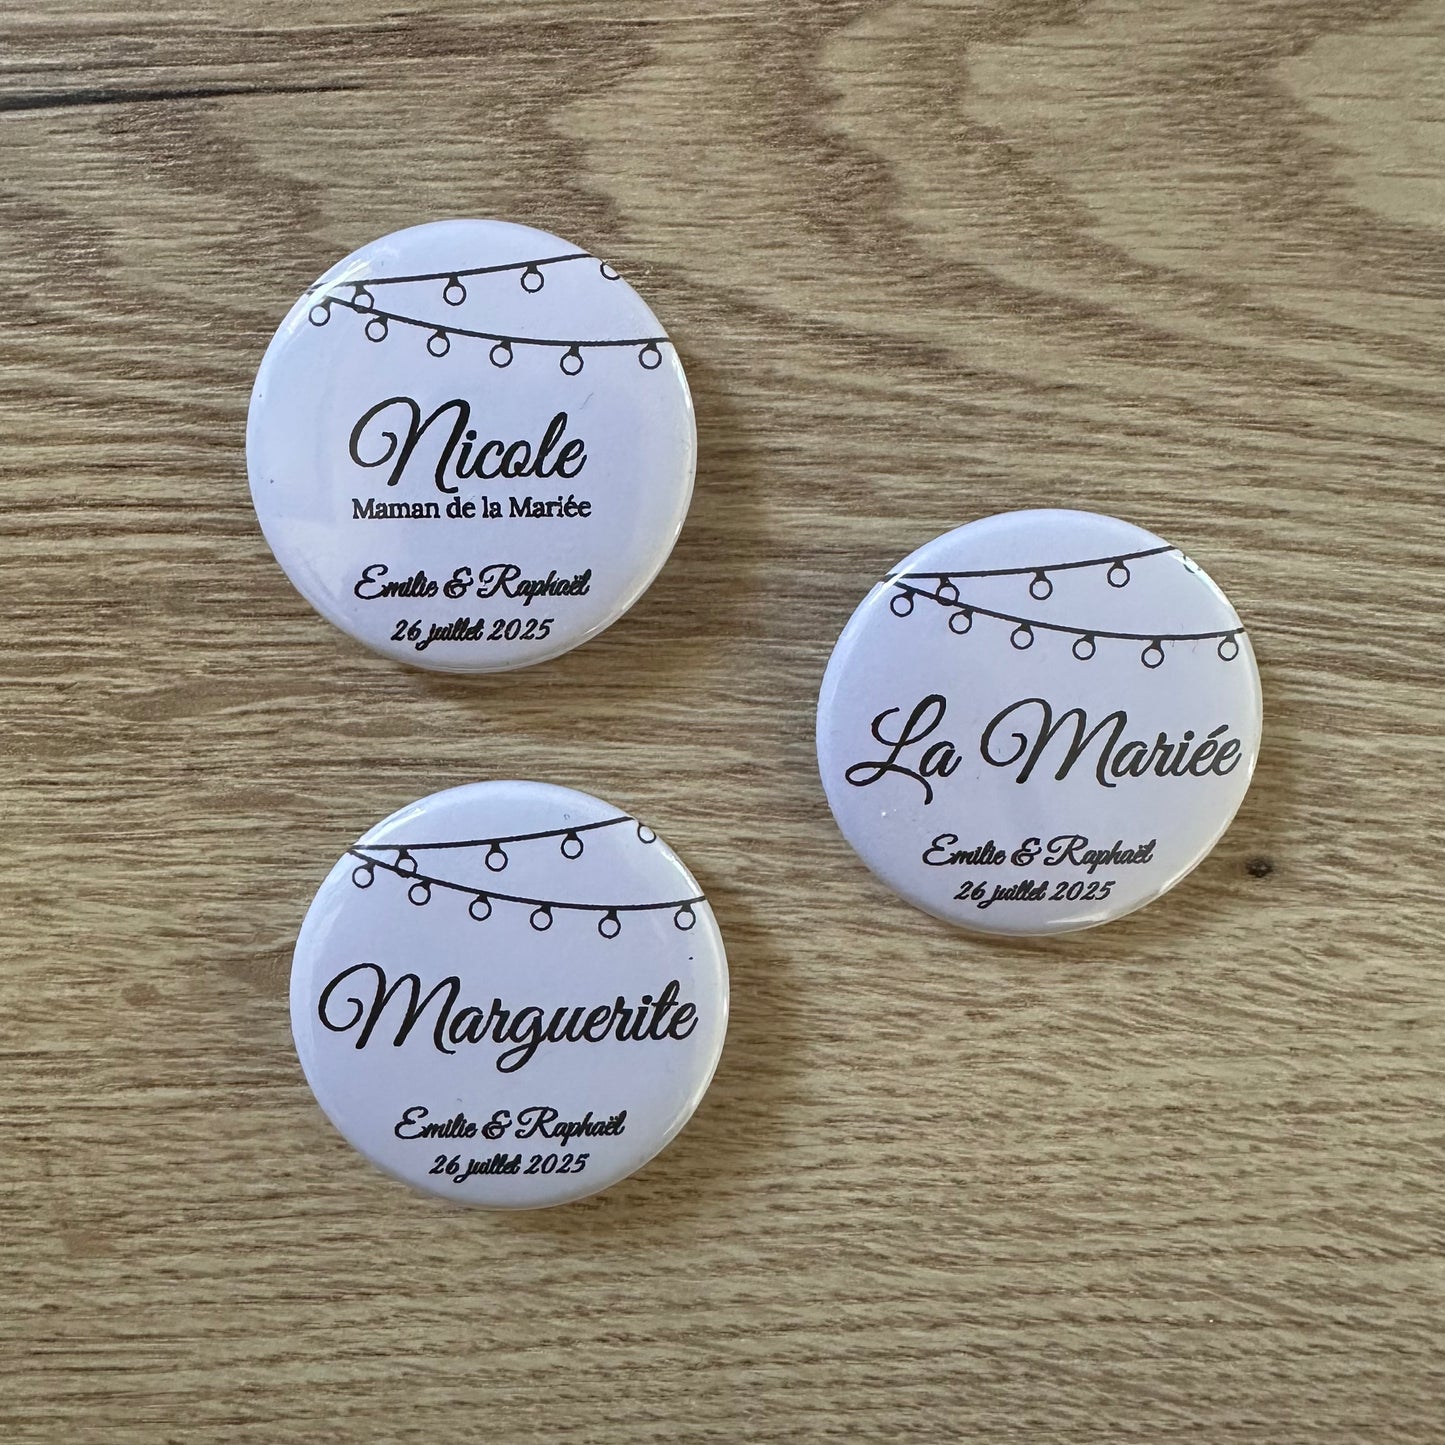 Nicole
Maman de la Mariée
Emilie & Raphaël
26 juillet 2025
La Mariée
Emilie & Raphaël
26 juillet 2025
Marguerite
Emilie & Raphaël
26 juillet 2025